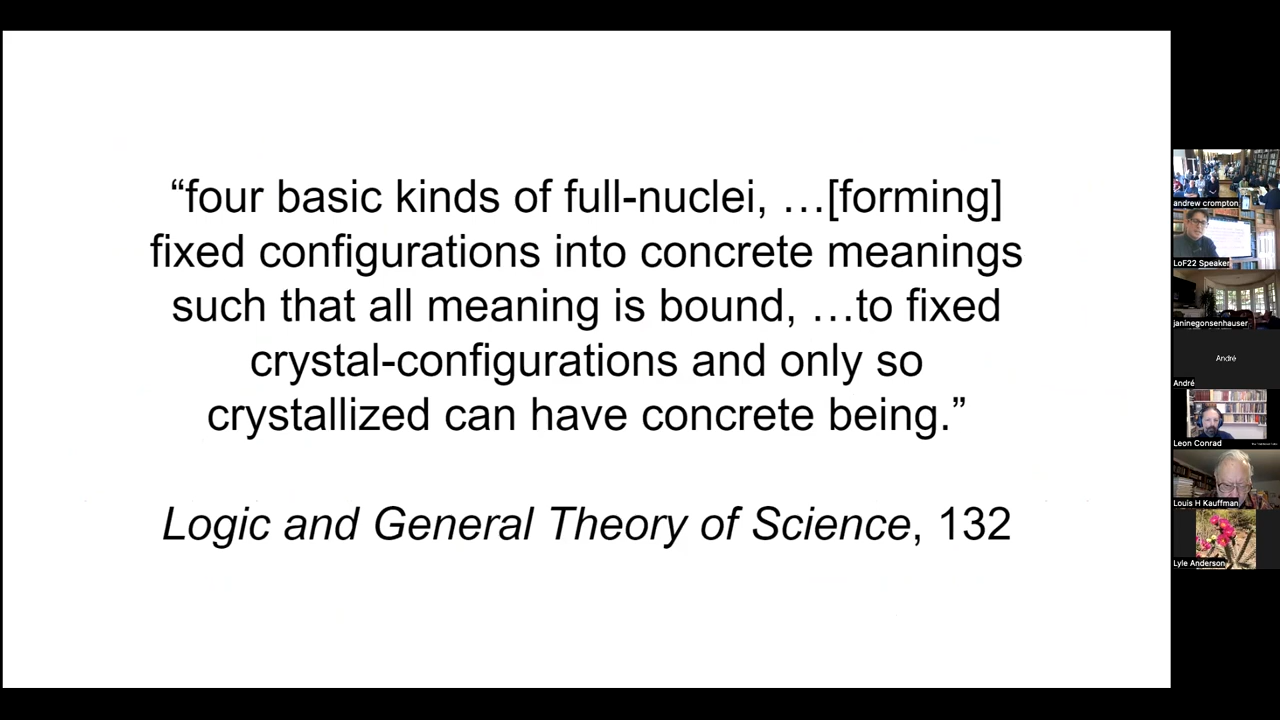 “four basic kinds of full-nuclei, …[forming]
fixed configurations into concrete meanings
such that all meaning is bound, …to fixed
crystal-configurations and only so
crystallized can have concrete being.”
Logic and General Theory of Science, 132
andrew crompton
LoF22 Speaker
janinegonsenhauser
André
André
Leon Conrad
Louis H Kauffman
Lyle Anderson